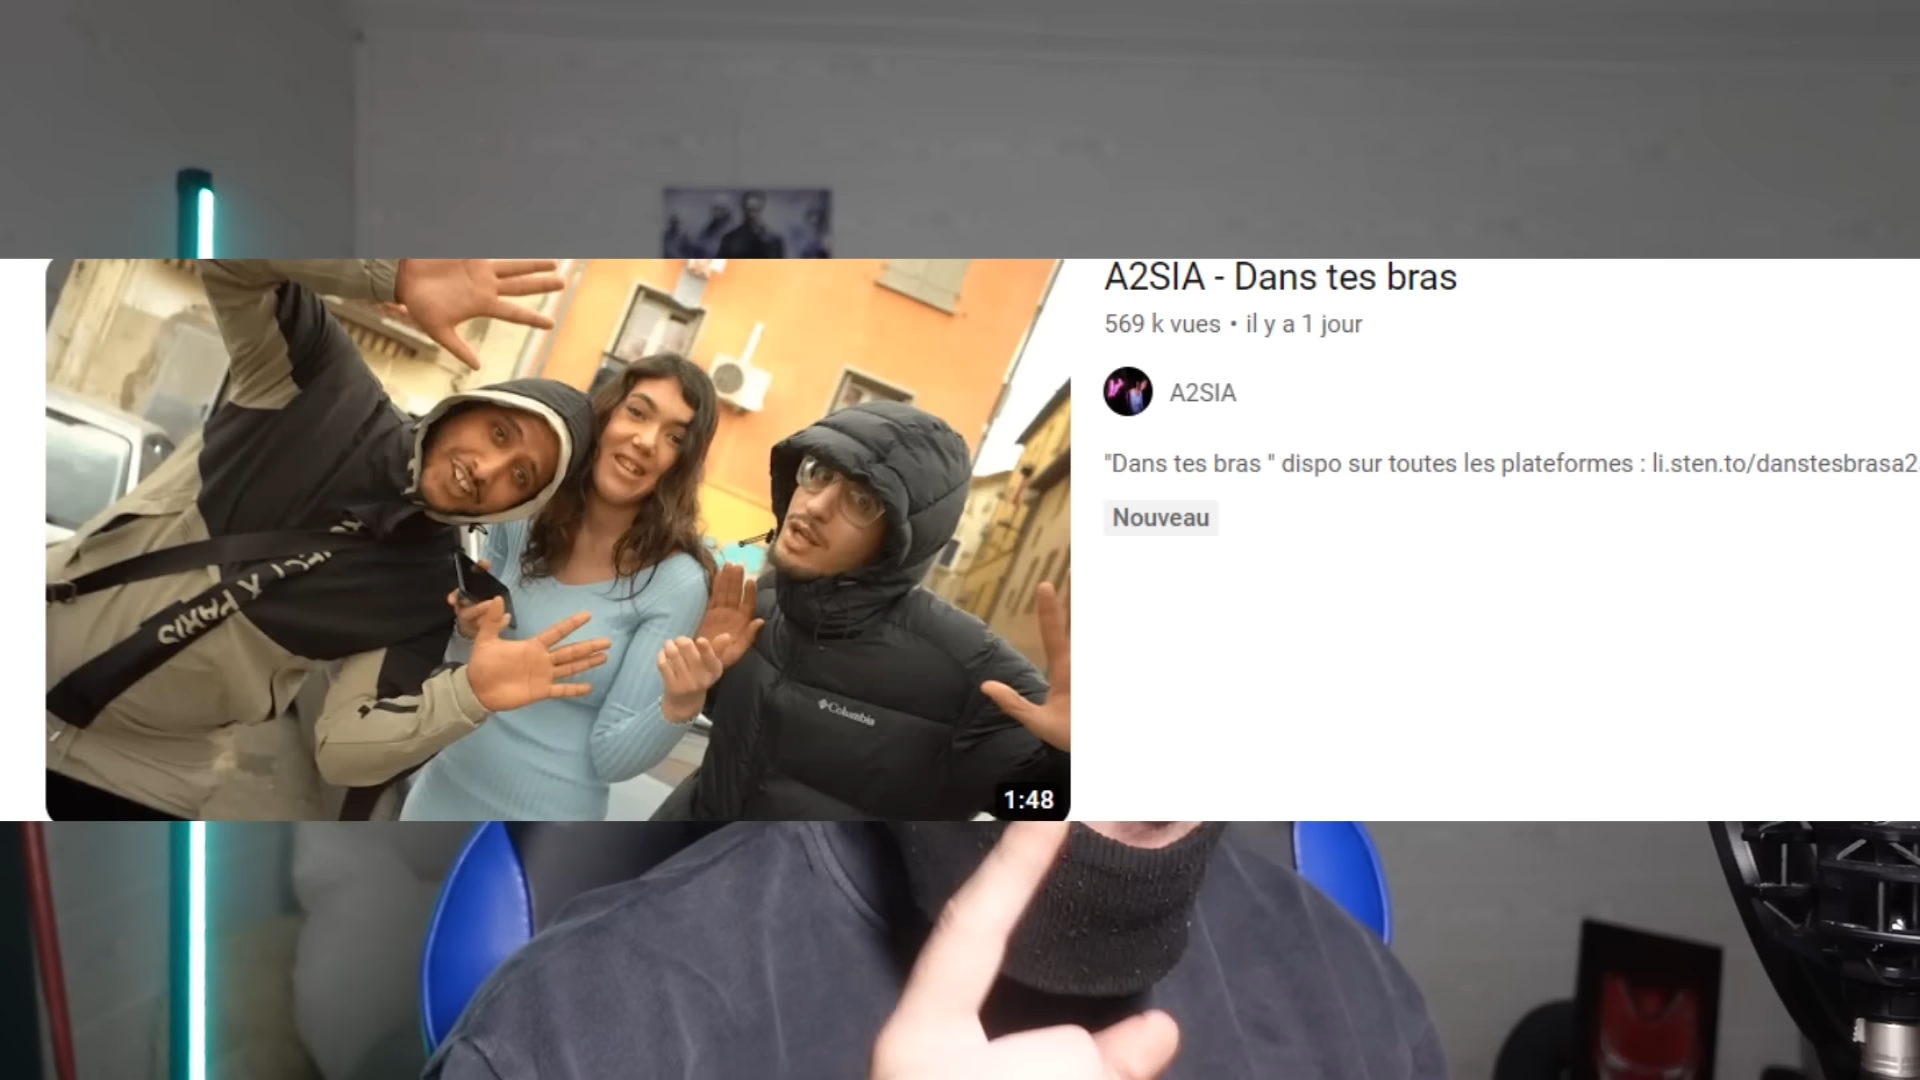 A2SIA - Dans tes bras
569 k vues • il y a 1 jour
A2SIA
"Dans tes bras " dispo sur toutes les plateformes : li.sten.to/danstesbrasa2
Nouveau
X PARIS
Columbia
1:48